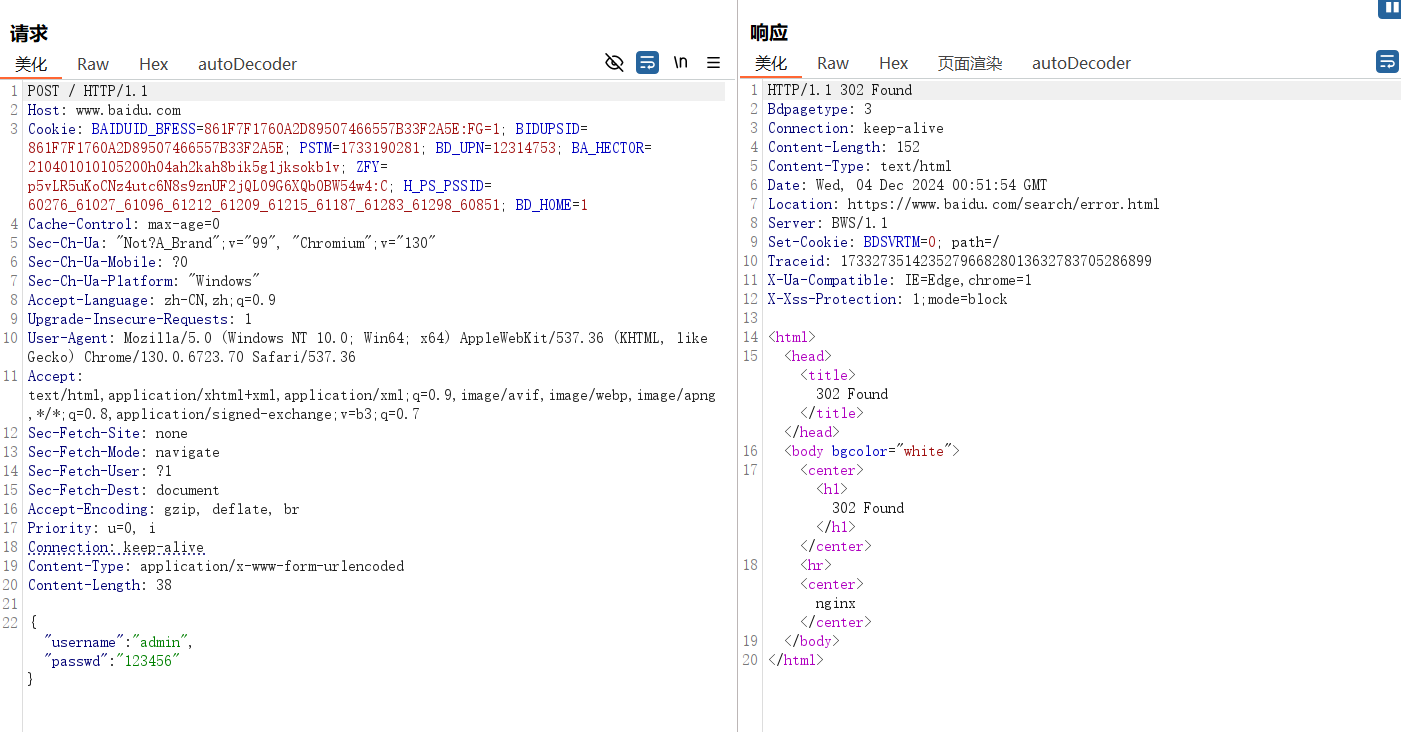 请求
美化 Raw Hex autoDecoder \n
1 POST / HTTP/1.1
2 Host: www.baidu.com
3 Cookie: BAIDUID_BFESS=861F7F1760A2D89507466557B33F2A5E:FG=1; BIDUPSID=
861F7F1760A2D89507466557B33F2A5E; PSTM=1733190281; BD_UPN=12314753; BA_HECTOR=
210401010105200h04ah2kah8bik5g1jksokb1v; ZFY=
p5vLR5uKoCNz4utc6N8s9znUF2jQL09G6XQbOBW54w4:C; H_PS_PSSID=
60276_61027_61096_61212_61209_61215_61187_61283_61298_60851; BD_HOME=1
4 Cache-Control: max-age=0
5 Sec-Ch-Ua: "Not?A_Brand";v="99", "Chromium";v="130"
6 Sec-Ch-Ua-Mobile: ?0
7 Sec-Ch-Ua-Platform: "Windows"
8 Accept-Language: zh-CN,zh;q=0.9
9 Upgrade-Insecure-Requests: 1
10 User-Agent: Mozilla/5.0 (Windows NT 10.0; Win64; x64) AppleWebKit/537.36 (KHTML, like
Gecko) Chrome/130.0.6723.70 Safari/537.36
11 Accept:
text/html,application/xhtml+xml,application/xml;q=0.9,image/avif,image/webp,image/apng
,*/*;q=0.8,application/signed-exchange;v=b3;q=0.7
12 Sec-Fetch-Site: none
13 Sec-Fetch-Mode: navigate
14 Sec-Fetch-User: ?1
15 Sec-Fetch-Dest: document
16 Accept-Encoding: gzip, deflate, br
17 Priority: u=0, i
18 Connection: keep-alive
19 Content-Type: application/x-www-form-urlencoded
20 Content-Length: 38
21
22 {
"username":"admin",
"passwd":"123456"
}
响应
美化 Raw Hex 页面渲染 autoDecoder
1 HTTP/1.1 302 Found
2 Bdpagetype: 3
3 Connection: keep-alive
4 Content-Length: 152
5 Content-Type: text/html
6 Date: Wed, 04 Dec 2024 00:51:54 GMT
7 Location: https://www.baidu.com/search/error.html
8 Server: BWS/1.1
9 Set-Cookie: BDSVRTM=0; path=/
10 Traceid: 1733273514235279668280136327837052868​99
11 X-Ua-Compatible: IE=Edge,chrome=1
12 X-Xss-Protection: 1;mode=block
13
14 <html>
15 <head>
<title>
302 Found
</title>
</head>
16 <body bgcolor="white">
17 <center>
<h1>
302 Found
</h1>
</center>
18 <hr>
<center>
nginx
</center>
19 </body>
20 </html>